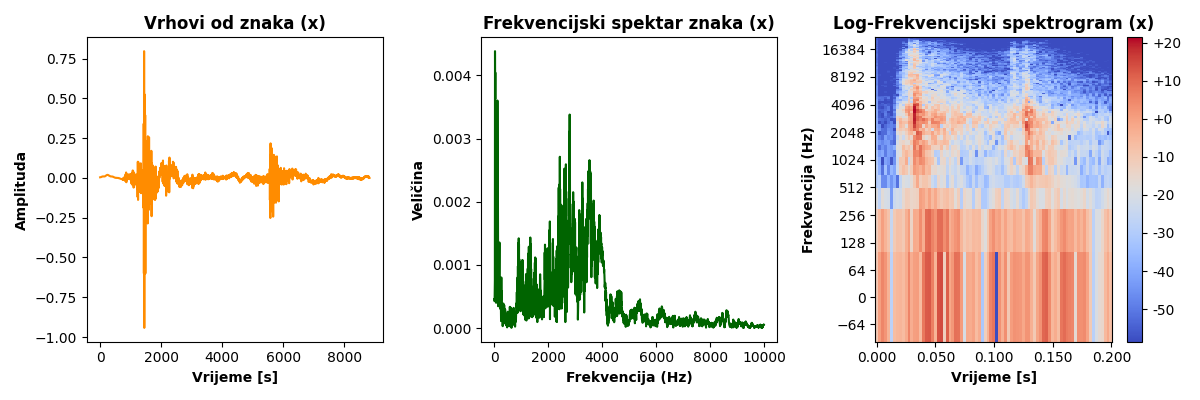 Vrhovi od znaka (x)
Amplituda
0.75
0.50
0.25
0.00
−0.25
−0.50
−0.75
−1.00
0 2000 4000 6000 8000
Vrijeme [s]
Frekvencijski spektar znaka (x)
Veličina
0.004
0.003
0.002
0.001
0.000
0 2000 4000 6000 8000 10000
Frekvencija (Hz)
Log-Frekvencijski spektrogram (x)
Frekvencija (Hz)
16384
8192
4096
2048
1024
512
256
128
64
0
−64
0.000 0.050 0.100 0.150 0.200
Vrijeme [s]
+20
+10
+0
-10
-20
-30
-40
-50